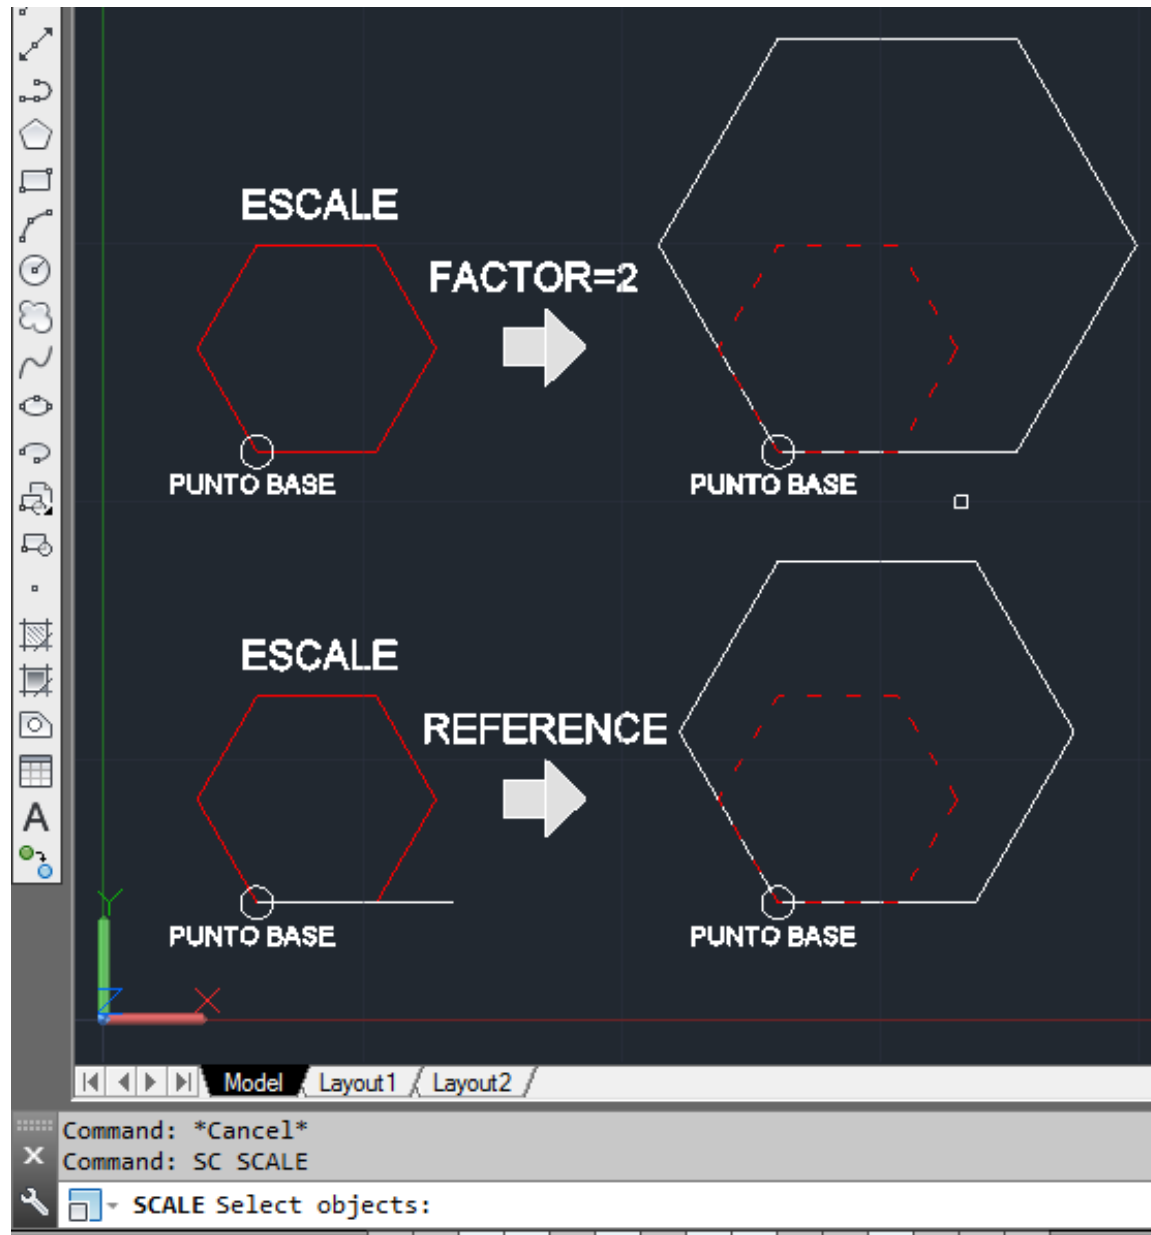 ESCALE
FACTOR=2
PUNTO BASE
PUNTO BASE
ESCALE
REFERENCE
PUNTO BASE
PUNTO BASE
Y
Z
X
A
Model Layout1 Layout2
Command: *Cancel*
Command: SC SCALE
SCALE Select objects: